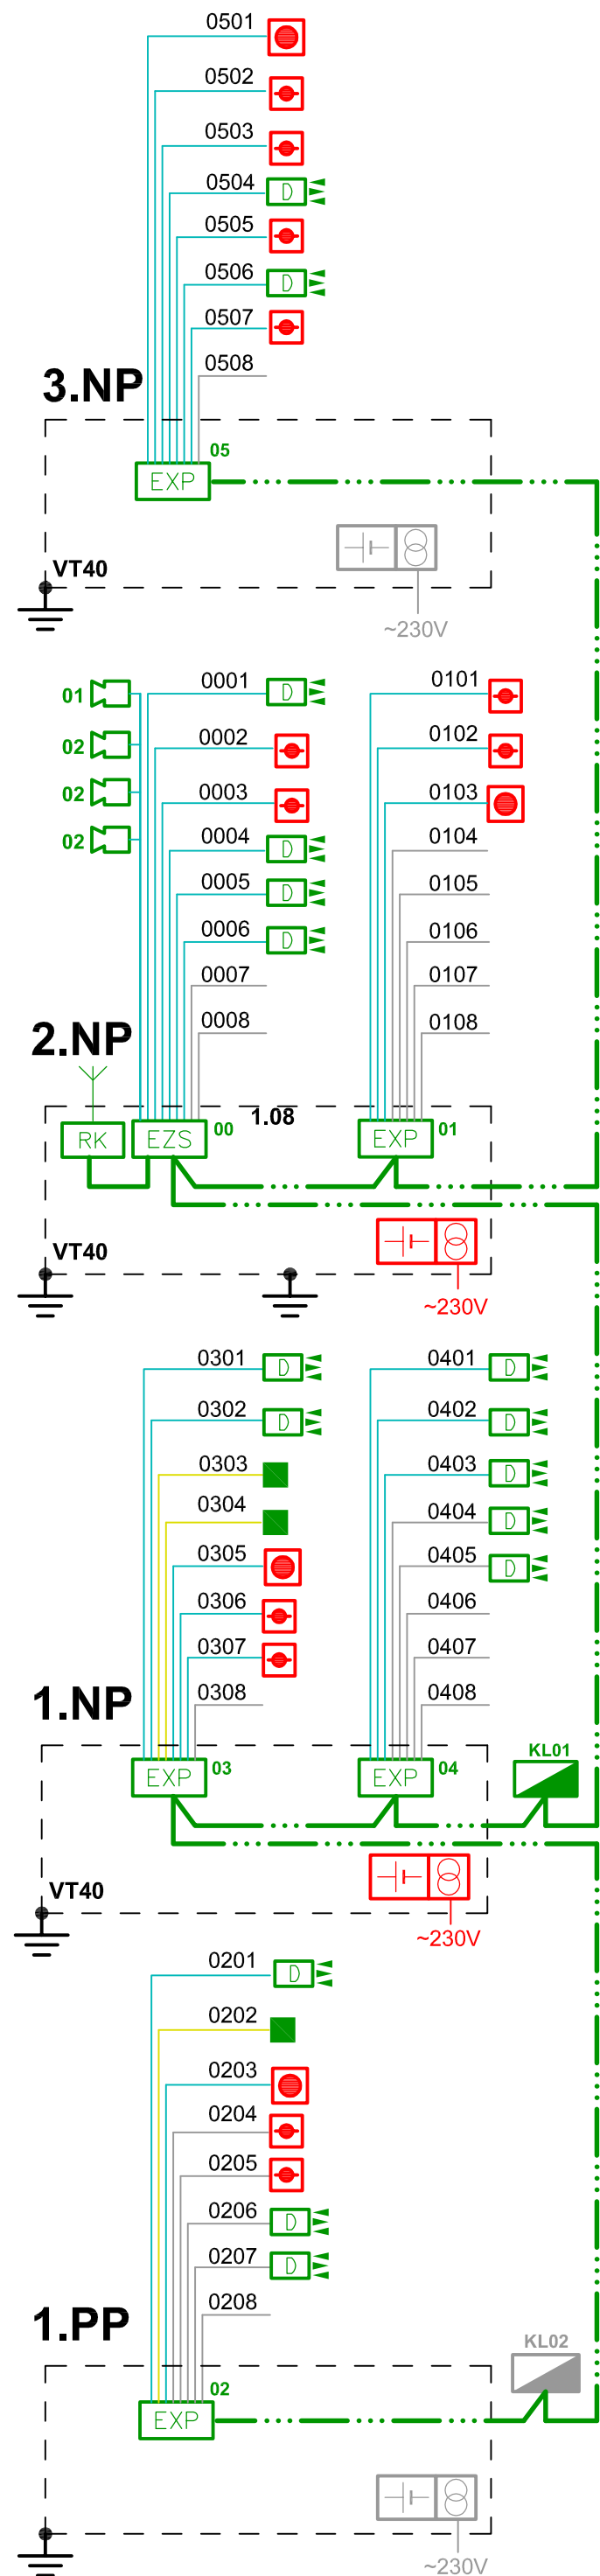 0501
0502
0503
0504
D
0505
0506
D
0507
0508
3.NP
05
EXP
VT40
~230V
01
0001
D
0101
02
0002
0102
02
0003
0103
02
0004
D
0104
0005
D
0105
0006
D
0106
0007
0107
0008
0108
2.NP
1.08
RK
EZS
00
EXP
01
VT40
~230V
0301
D
0401
D
0302
D
0402
D
0303
0403
D
0304
0404
D
0305
0405
D
0306
0406
0307
0407
0308
0408
1.NP
EXP
03
EXP
04
KL01
VT40
~230V
0201
D
0202
0203
0204
0205
0206
D
0207
D
0208
1.PP
KL02
02
EXP
~230V